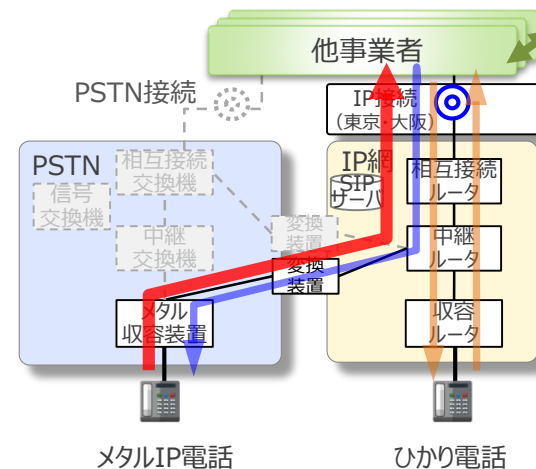 他事業者
PSTN接続
IP接続
(東京・大阪)
PSTN
相互接続
交換機
信号
交換機
中継
交換機
メタル
収容装置
変換
装置
変換
装置
IP網
SIP
サーバ
相互接続
ルータ
中継
ルータ
収容
ルータ
メタルIP電話
ひかり電話